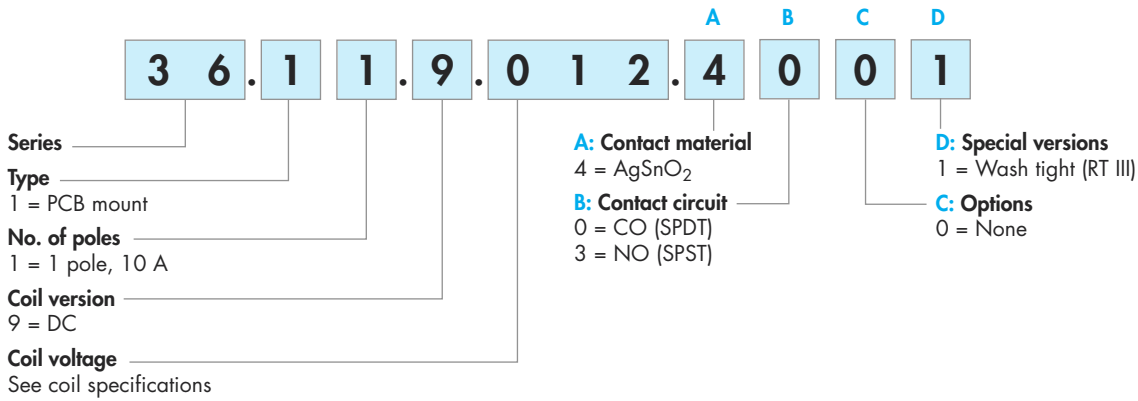 A B C D
3 6 . 1 1 . 9 . 0 1 2 . 4 0 0 1
Series
Type
1 = PCB mount
No. of poles
1 = 1 pole, 10 A
Coil version
9 = DC
Coil voltage
See coil specifications
A: Contact material
4 = AgSnO₂
B: Contact circuit
0 = CO (SPDT)
3 = NO (SPST)
D: Special versions
1 = Wash tight (RT III)
C: Options
0 = None